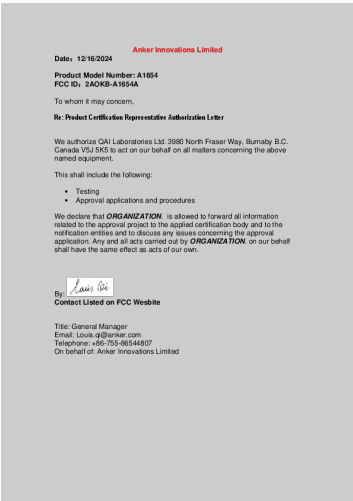 Anker Innovations Limited
Date：12/16/2024
Product Model Number: A1654
FCC ID：2AOKB-A1654A
To whom it may concern,
Re: Product Certification Representative Authorization Letter
We authorize QAI Laboratories Ltd. 3980 North Fraser Way, Burnaby B.C.
Canada V5J 5K5 to act on our behalf on all matters concerning the above
named equipment.
This shall include the following:
• Testing
• Approval applications and procedures
We declare that ORGANIZATION. is allowed to forward all information
related to the approval project to the applied certification body and to the
notification entities and to discuss any issues concerning the approval
application. Any and all acts carried out by ORGANIZATION. on our behalf
shall have the same effect as acts of our own.
By: Louis Qi
Contact Listed on FCC Wesbite
Title: General Manager
Email: Louis.qi@anker.com
Telephone: +86-755-86544807
On behalf of: Anker Innovations Limited